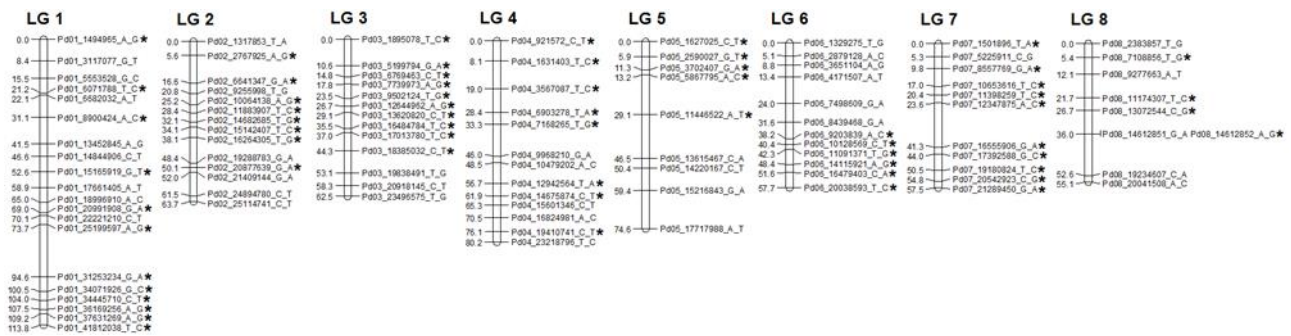 LG 1
0.0 Pd01_1494965_A_G★
8.4 Pd01_3117077_G_T
15.5 Pd01_5553528_G_C
21.2 Pd01_6071788_T_C★
22.1 Pd01_6682032_A_T
31.1 Pd01_8900424_A_C★
41.5 Pd01_13452845_A_G
46.6 Pd01_14844906_C_T
52.6 Pd01_15165919_G_T★
58.9 Pd01_17661405_A_T
65.0 Pd01_18996910_A_C
69.0 Pd01_20991908_G_A★
70.1 Pd01_22221210_C_T
73.7 Pd01_25199597_A_G★
94.6 Pd01_31253234_G_A★
100.5 Pd01_34071926_G_C★
104.0 Pd01_34445710_C_T★
107.5 Pd01_36169256_A_G★
109.2 Pd01_37631269_A_G★
113.8 Pd01_41812038_T_C★
LG 2
0.0 Pd02_1317853_T_A
5.6 Pd02_2767925_A_G★
16.6 Pd02_6641347_G_A★
20.8 Pd02_9255998_T_G
25.2 Pd02_10064138_A_G★
28.4 Pd02_11883907_T_C★
32.1 Pd02_14682685_T_G★
34.1 Pd02_15142407_T_C★
38.1 Pd02_16264305_T_G★
48.4 Pd02_19288783_G_A
50.1 Pd02_20877639_G_A★
52.0 Pd02_21409144_G_A
61.5 Pd02_24894780_C_T
63.7 Pd02_25114741_C_T
LG 3
0.0 Pd03_1895078_T_C★
10.6 Pd03_5199794_G_A★
14.8 Pd03_6769463_C_T★
17.8 Pd03_7739973_A_G★
23.5 Pd03_9502124_T_G★
26.7 Pd03_12644962_A_G★
29.1 Pd03_13620820_C_T★
35.5 Pd03_16484784_T_C★
37.0 Pd03_17013780_T_C★
44.3 Pd03_18385032_C_T★
53.1 Pd03_19838491_T_G
58.3 Pd03_20918145_C_T
62.5 Pd03_23496575_T_G
LG 4
0.0 Pd04_921572_C_T★
8.1 Pd04_1631403_T_C★
19.0 Pd04_3567087_T_C★
28.4 Pd04_6903278_T_A★
33.3 Pd04_7168265_T_G★
46.0 Pd04_9968210_G_A
48.5 Pd04_10479202_A_C
56.7 Pd04_12942564_T_A★
61.9 Pd04_14675874_C_T★
65.3 Pd04_15601346_T_C
70.5 Pd04_16824981_A_C
76.1 Pd04_19410741_C_T★
80.2 Pd04_23218796_T_C
LG 5
0.0 Pd05_1627025_C_T★
5.9 Pd05_2590027_G_T★
11.3 Pd05_3702407_G_A★
13.2 Pd05_5867795_A_C★
29.1 Pd05_11446522_A_T★
46.5 Pd05_13615467_C_A
50.4 Pd05_14220167_C_T
59.4 Pd05_15216843_G_A
74.6 Pd05_17717988_A_T
LG 6
0.0 Pd06_1329275_T_G
5.1 Pd06_2879128_A_C
8.8 Pd06_3651104_A_G
13.4 Pd06_4171507_A_T
24.0 Pd06_7498609_G_A
31.6 Pd06_8439468_G_A
38.2 Pd06_9203839_A_C★
40.4 Pd06_10128569_C_T★
42.3 Pd06_11091371_T_G★
48.4 Pd06_14115921_A_G★
51.6 Pd06_16479403_C_A★
57.7 Pd06_20038593_T_C★
LG 7
0.0 Pd07_1501896_T_A★
5.3 Pd07_5225911_C_G
9.8 Pd07_8557769_G_A★
17.0 Pd07_10653616_T_C★
20.4 Pd07_11398259_T_C★
23.6 Pd07_12347875_A_C★
41.3 Pd07_16555906_G_A★
44.0 Pd07_17392588_G_C★
50.5 Pd07_19180824_T_C★
54.8 Pd07_20542923_C_G★
57.5 Pd07_21289450_G_A★
LG 8
0.0 Pd08_2383857_T_G
5.4 Pd08_7108856_T_G★
12.1 Pd08_9277663_A_T
21.7 Pd08_11174307_T_C★
26.7 Pd08_13072544_C_G★
36.0 Pd08_14612851_G_A Pd08_14612852_A_G★
52.6 Pd08_19234607_C_A
55.1 Pd08_20041508_A_C